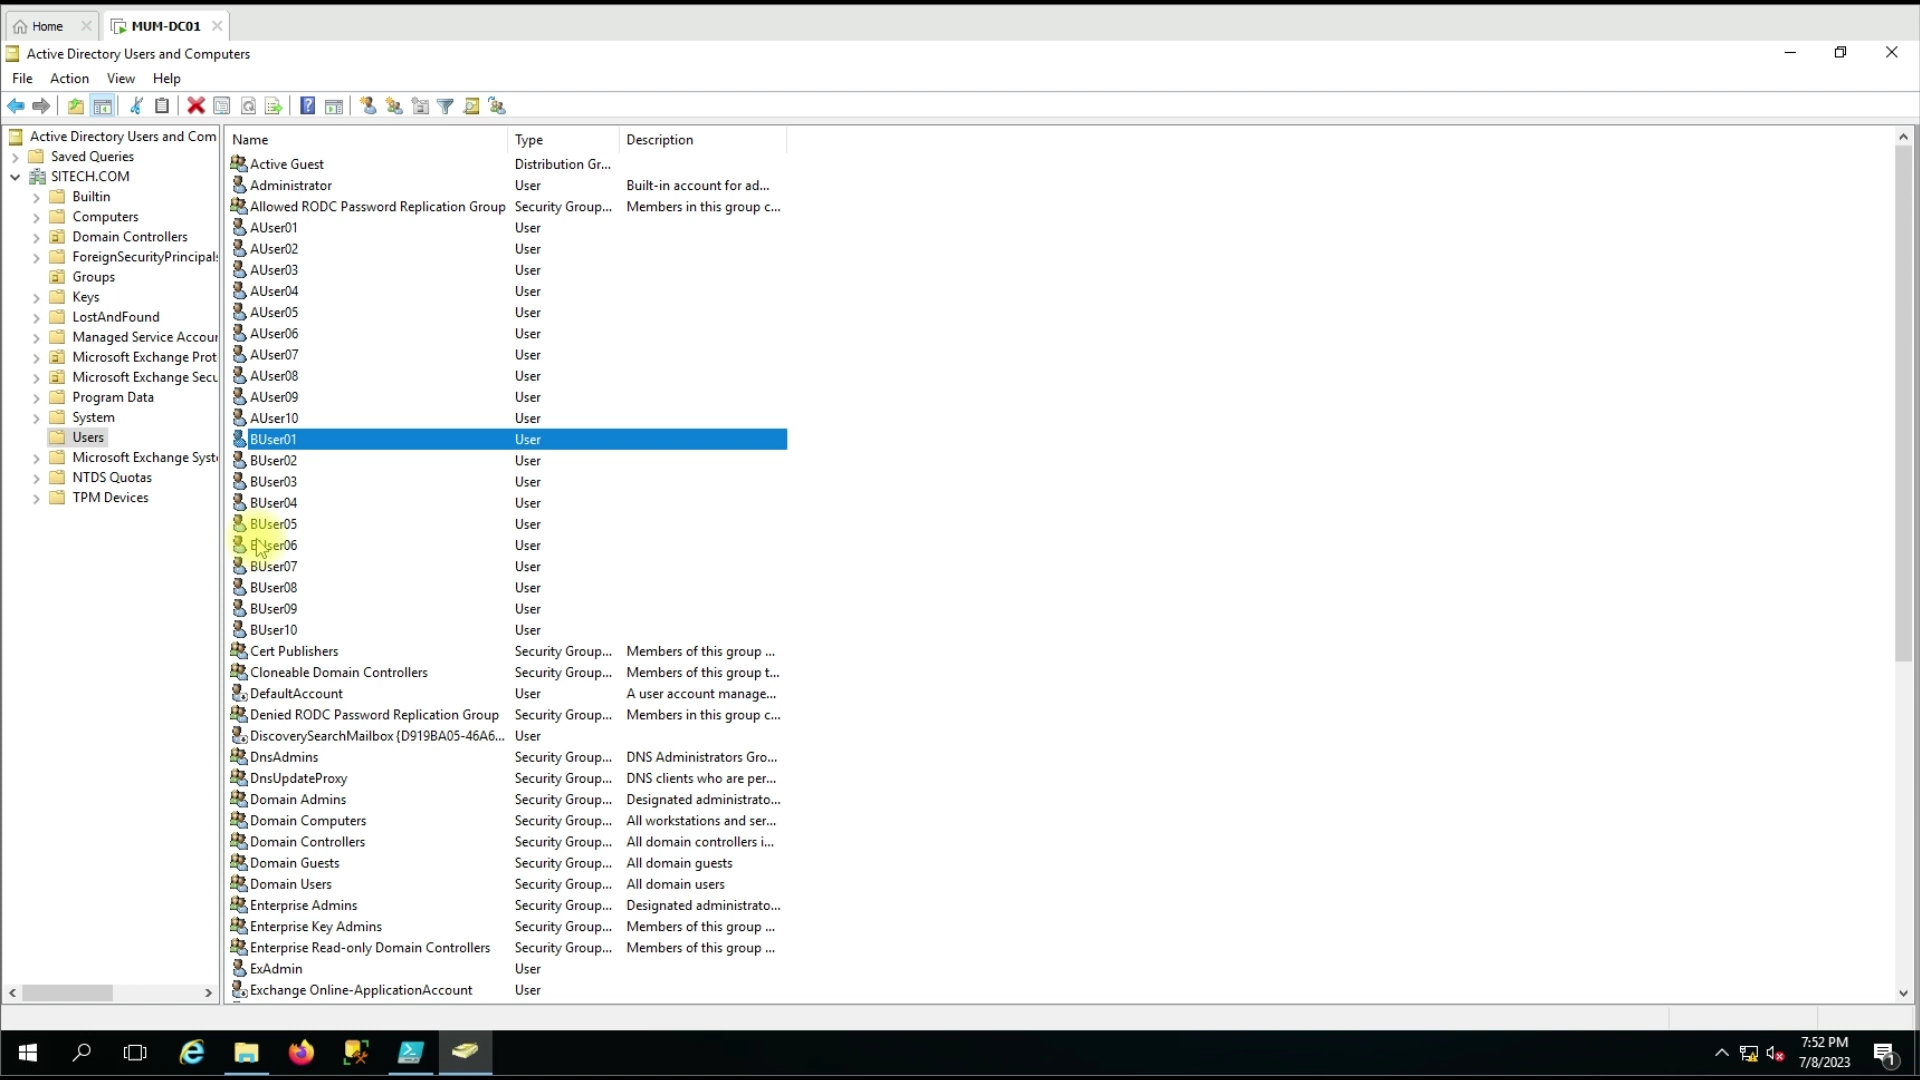 Home
MUM-DC01
Active Directory Users and Computers
File Action View Help
Active Directory Users and Com
Saved Queries
SITECH.COM
Builtin
Computers
Domain Controllers
ForeignSecurityPrincipals
Groups
Keys
LostAndFound
Managed Service Accour
Microsoft Exchange Prot
Microsoft Exchange Secu
Program Data
System
Users
Microsoft Exchange Syst
NTDS Quotas
TPM Devices
Name Type Description
Active Guest Distribution Gr...
Administrator User Built-in account for ad...
Allowed RODC Password Replication Group Security Group... Members in this group c...
AUser01 User
AUser02 User
AUser03 User
AUser04 User
AUser05 User
AUser06 User
AUser07 User
AUser08 User
AUser09 User
AUser10 User
BUser01 User
BUser02 User
BUser03 User
BUser04 User
BUser05 User
BUser06 User
BUser07 User
BUser08 User
BUser09 User
BUser10 User
Cert Publishers Security Group... Members of this group ...
Cloneable Domain Controllers Security Group... Members of this group t...
DefaultAccount User A user account manage...
Denied RODC Password Replication Group Security Group... Members in this group c...
DiscoverySearchMailbox {D919BA05-46A6... User
DnsAdmins Security Group... DNS Administrators Gro...
DnsUpdateProxy Security Group... DNS clients who are per...
Domain Admins Security Group... Designated administrato...
Domain Computers Security Group... All workstations and ser...
Domain Controllers Security Group... All domain controllers i...
Domain Guests Security Group... All domain guests
Domain Users Security Group... All domain users
Enterprise Admins Security Group... Designated administrato...
Enterprise Key Admins Security Group... Members of this group ...
Enterprise Read-only Domain Controllers Security Group... Members of this group ...
ExAdmin User
Exchange Online-ApplicationAccount User
7:52 PM
7/8/2023
1